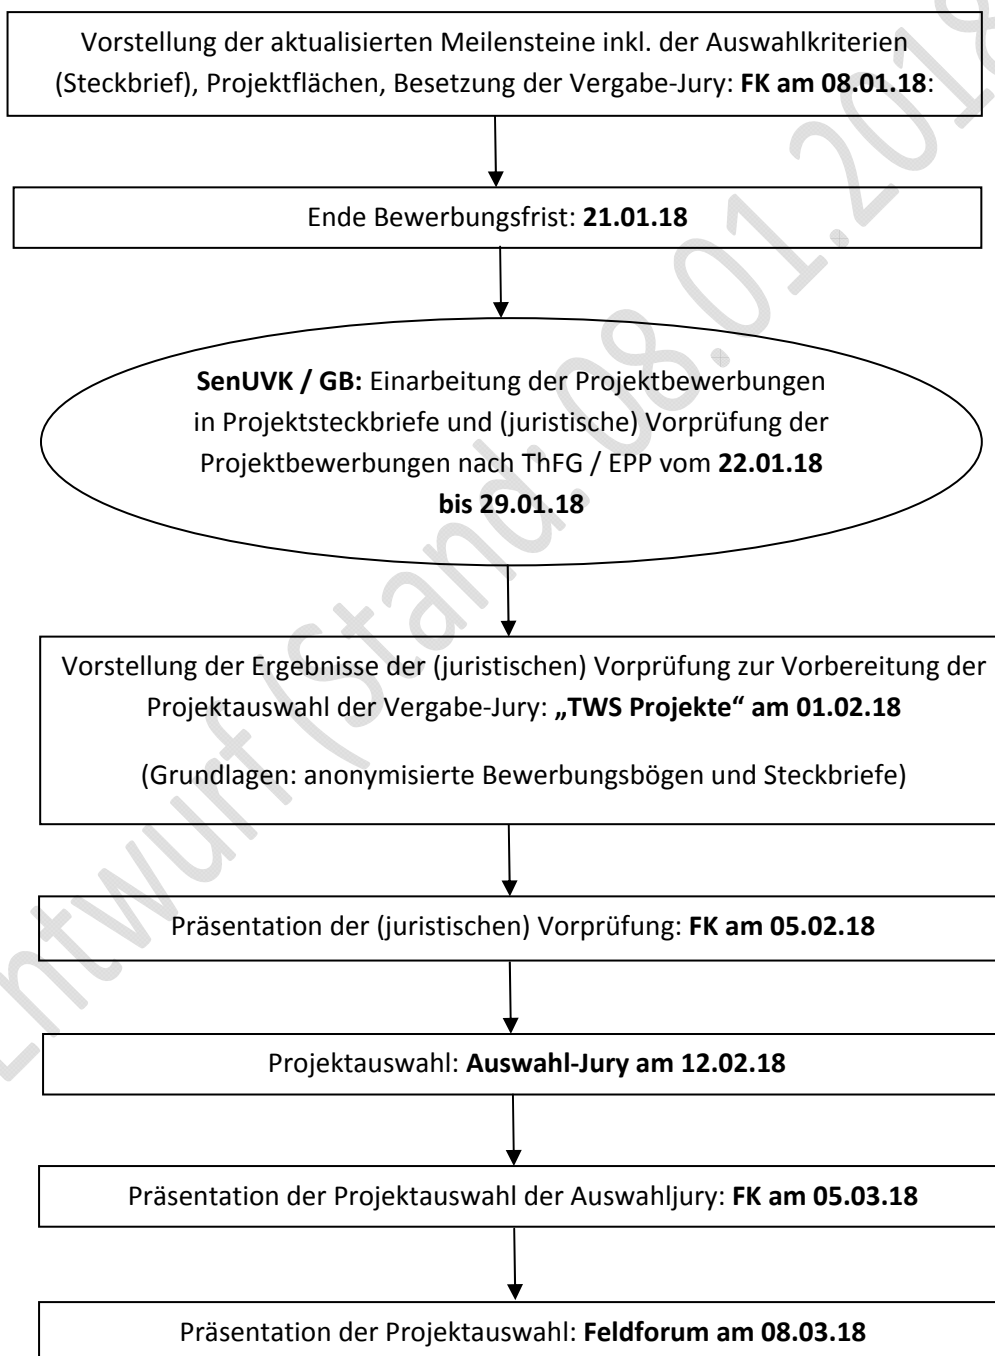 Vorstellung der aktualisierten Meilensteine inkl. der Auswahlkriterien
(Steckbrief), Projektflächen, Besetzung der Vergabe-Jury: FK am 08.01.18:
Ende Bewerbungsfrist: 21.01.18
SenUVK / GB: Einarbeitung der Projektbewerbungen
in Projektsteckbriefe und (juristische) Vorprüfung der
Projektbewerbungen nach ThFG / EPP vom 22.01.18
bis 29.01.18
Vorstellung der Ergebnisse der (juristischen) Vorprüfung zur Vorbereitung der
Projektauswahl der Vergabe-Jury: „TWS Projekte“ am 01.02.18
(Grundlagen: anonymisierte Bewerbungsbögen und Steckbriefe)
Präsentation der (juristischen) Vorprüfung: FK am 05.02.18
Projektauswahl: Auswahl-Jury am 12.02.18
Präsentation der Projektauswahl der Auswahljury: FK am 05.03.18
Präsentation der Projektauswahl: Feldforum am 08.03.18
Entwurf (Stand: 08.01.2018